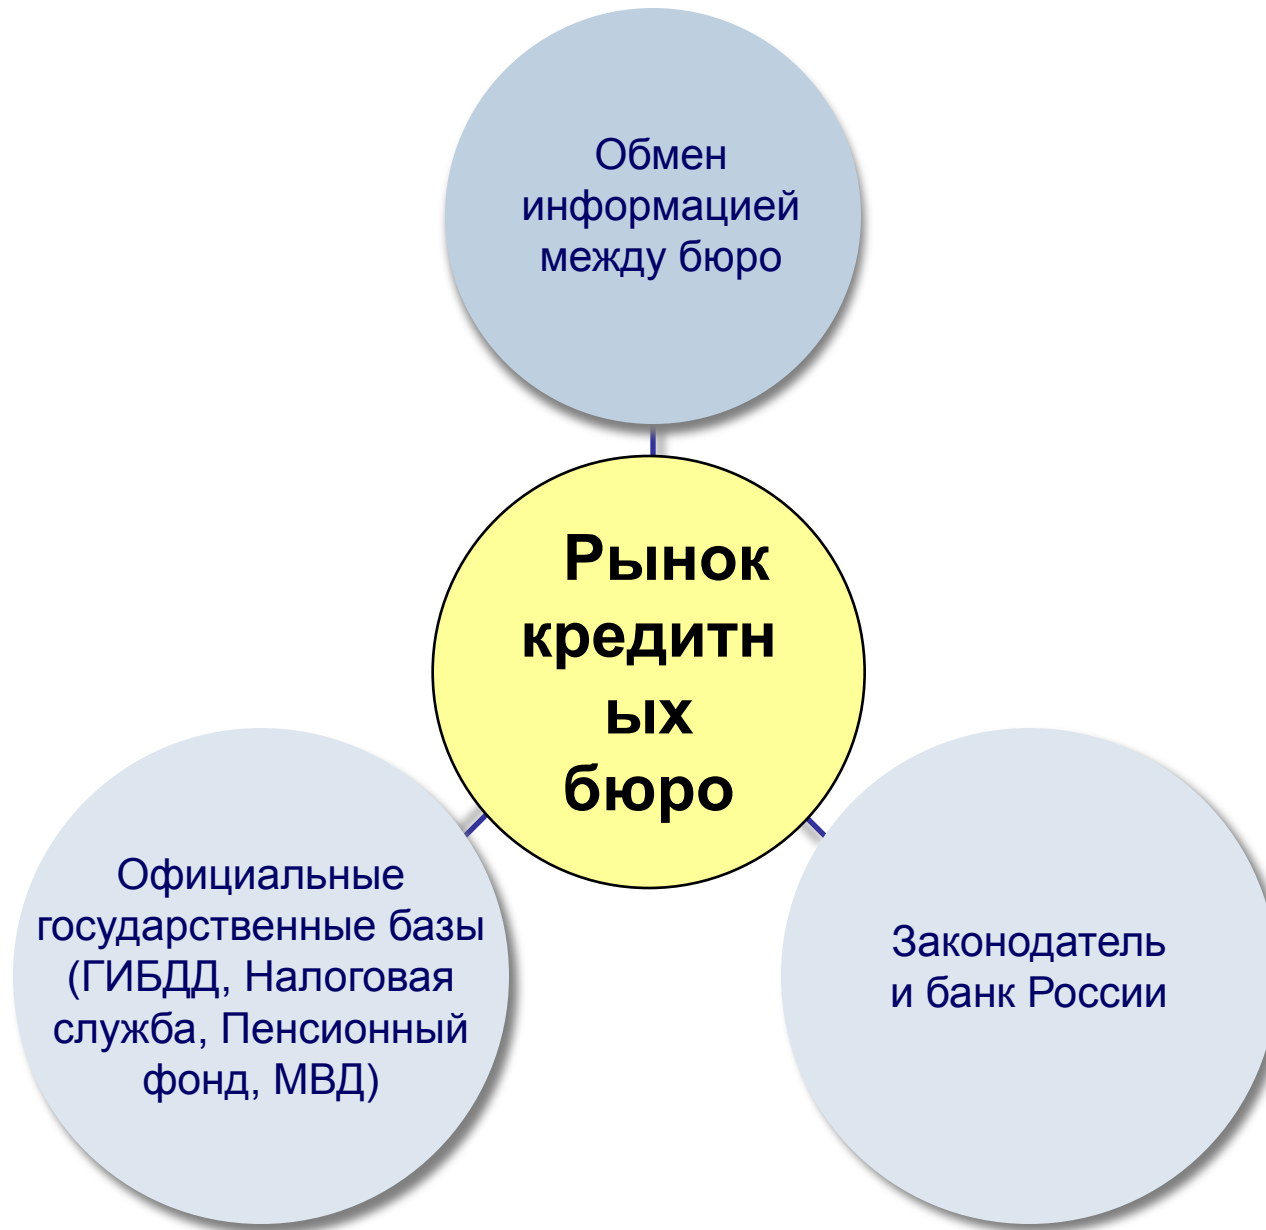 Обмен
информацией
между бюро
Рынок
кредитн
ых
бюро
Официальные
государственные базы
(ГИБДД, Налоговая
служба, Пенсионный
фонд, МВД)
Законодатель
и банк России